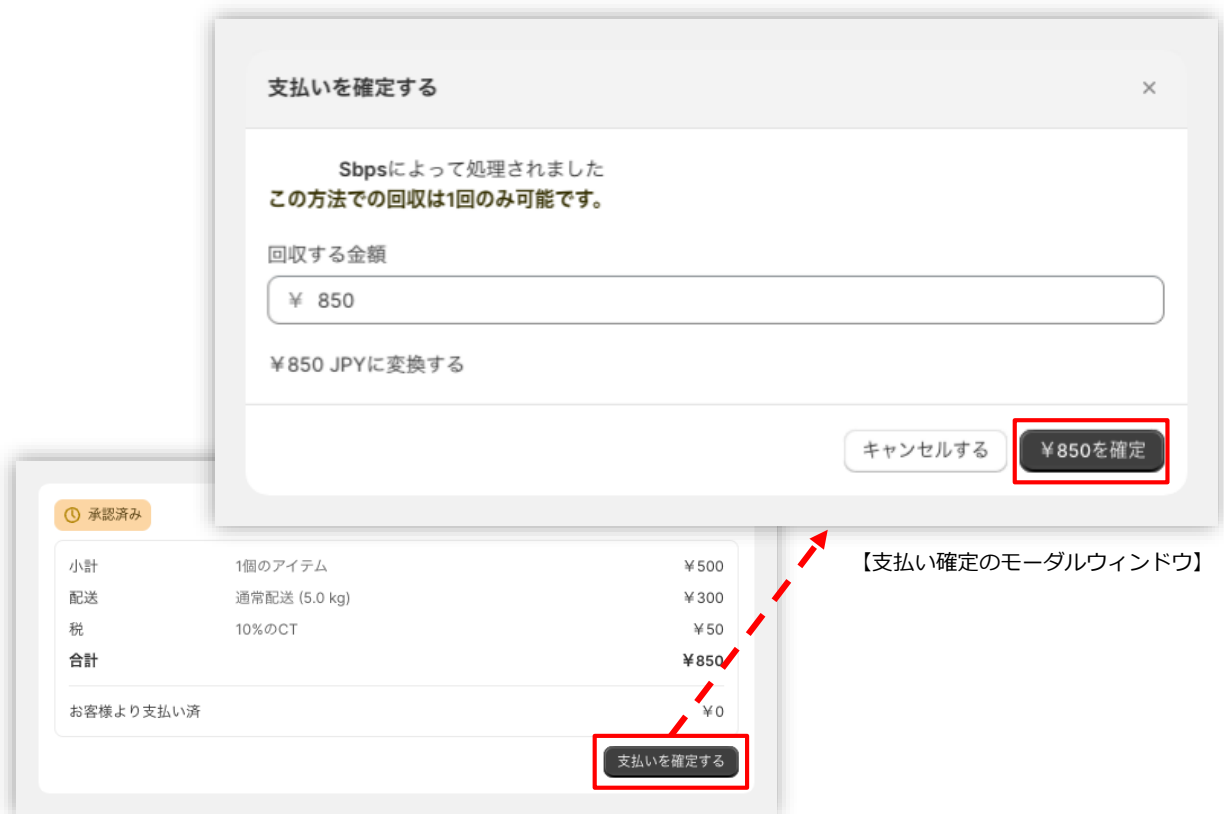 支払いを確定する
×
Sbpsによって処理されました
この方法での回収は1回のみ可能です。
回収する金額
¥ 850
¥850 JPYに変換する
キャンセルする
¥850を確定
【支払い確定のモーダルウィンドウ】
承認済み
小計 1個のアイテム ¥500
配送 通常配送 (5.0 kg) ¥300
税 10%のCT ¥50
合計 ¥850
お客様より支払い済 ¥0
支払いを確定する